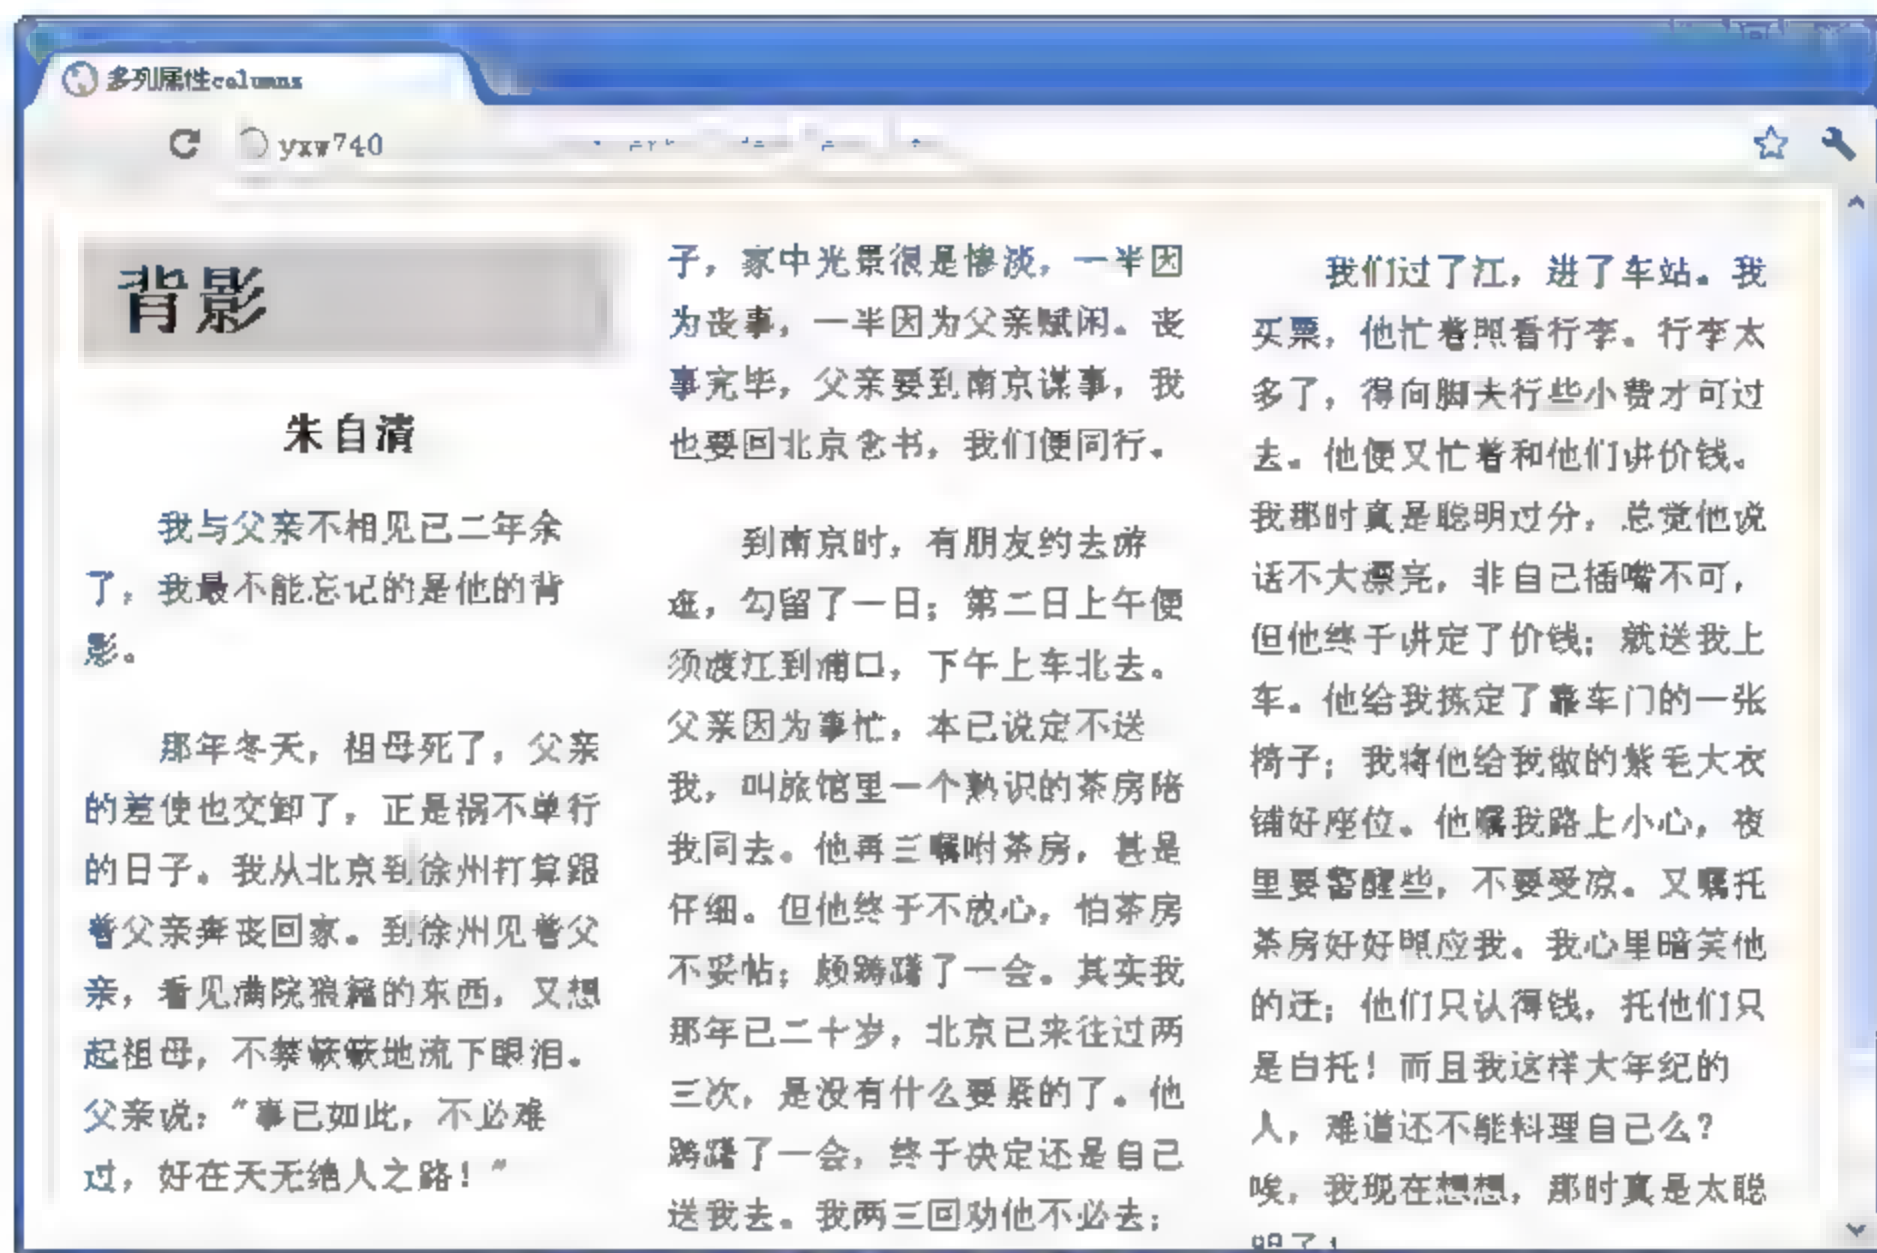 多列属性columns
yxw740
背影
朱自清
我与父亲不相见已二年余
了，我最不能忘记的是他的背
影。
那年冬天，祖母死了，父亲
的差使也交卸了，正是祸不单行
的日子。我从北京到徐州打算跟
着父亲奔丧回家。到徐州见着父
亲，看见满院狼籍的东西，又想
起祖母，不禁簌簌地流下眼泪。
父亲说："事已如此，不必难
过，好在天无绝人之路！"
子，家中光景很是惨淡，一半因
为丧事，一半因为父亲赋闲。丧
事完毕，父亲要到南京谋事，我
也要回北京念书，我们便同行。
到南京时，有朋友约去游
逛，勾留了一日；第二日上午便
须渡江到浦口，下午上车北去。
父亲因为事忙，本已说定不送
我，叫旅馆里一个熟识的茶房陪
我同去。他再三嘱咐茶房，甚是
仔细。但他终于不放心，怕茶房
不妥帖；颇踌躇了一会。其实我
那年已二十岁，北京已来往过两
三次，是没有什么要紧的了。他
踌躇了一会，终于决定还是自己
送我去。我两三回劝他不必去；
我们过了江，进了车站。我
买票，他忙着照看行李。行李太
多了，得向脚夫行些小费才可过
去。他便又忙着和他们讲价钱。
我那时真是聪明过分，总觉他说
话不大漂亮，非自己插嘴不可，
但他终于讲定了价钱；就送我上
车。他给我拣定了靠车门的一张
椅子；我将他给我做的紫毛大衣
铺好座位。他嘱我路上小心，夜
里要警醒些，不要受凉。又嘱托
茶房好好照应我。我心里暗笑他
的迂；他们只认得钱，托他们只
是白托！而且我这样大年纪的
人，难道还不能料理自己么？
唉，我现在想想，那时真是太聪
明了！